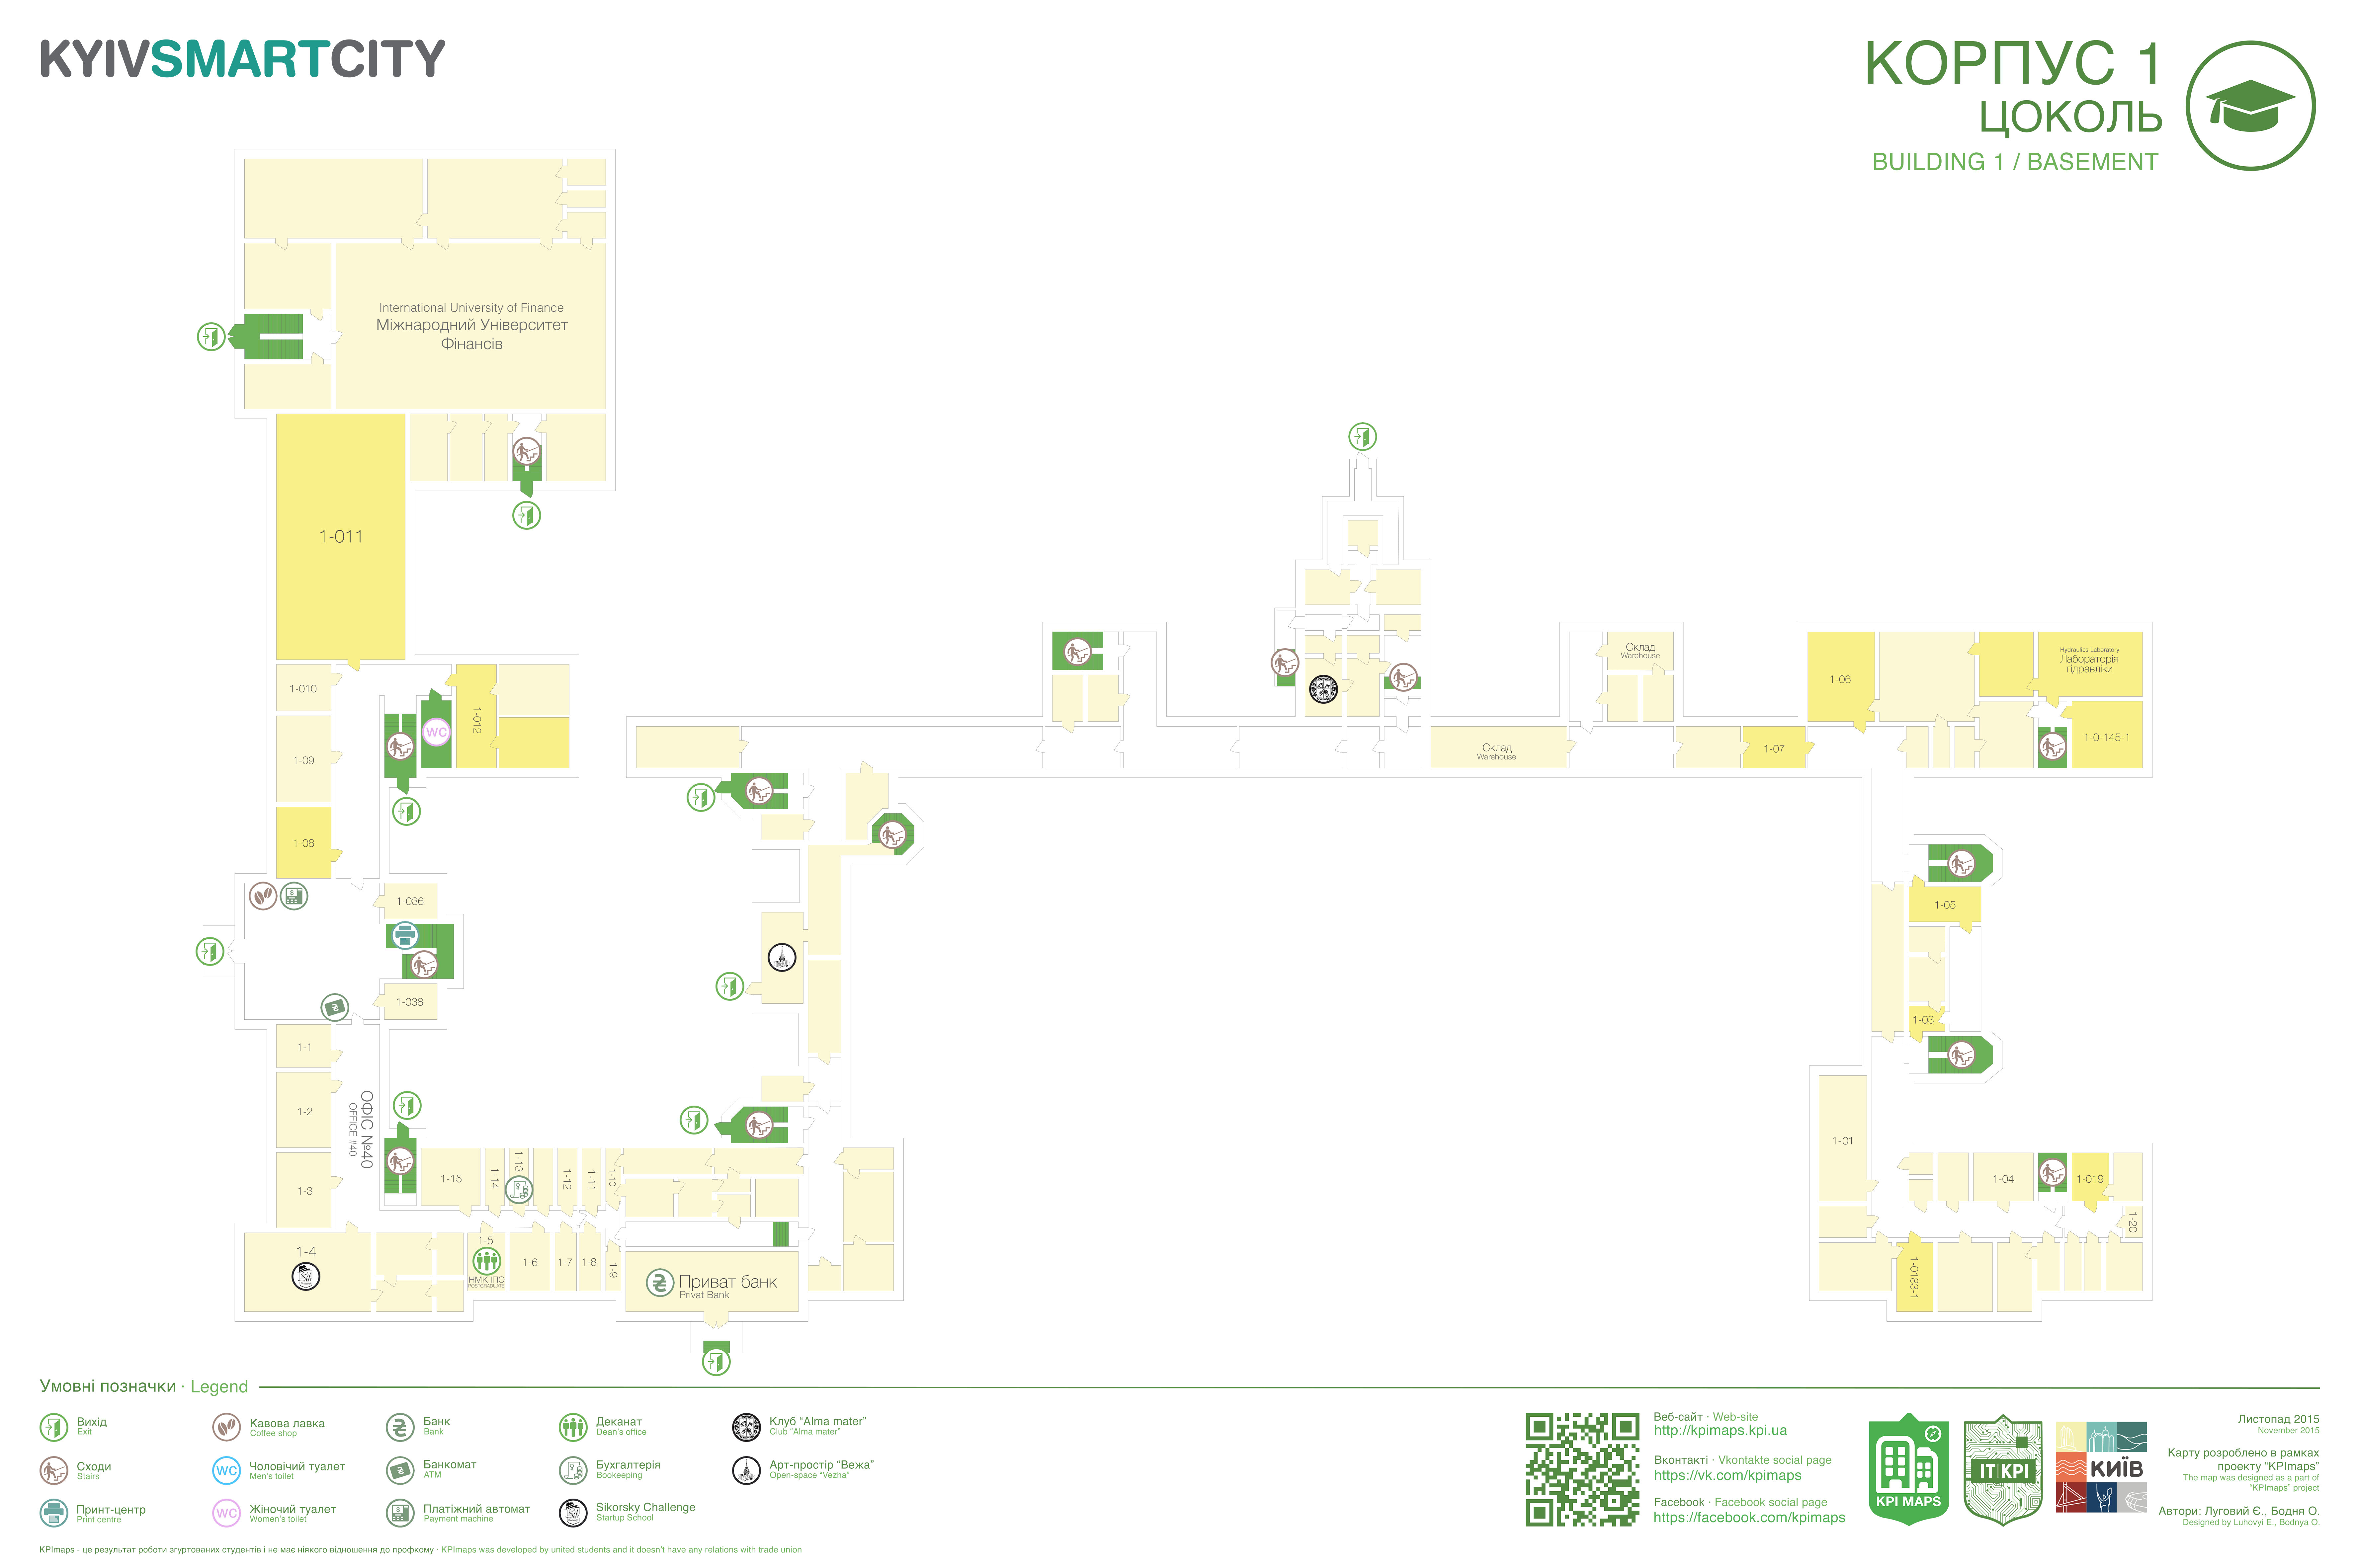 KYIVSMARTCITY
КОРПУС 1
ЦОКОЛЬ
BUILDING 1 / BASEMENT
International University of Finance
Міжнародний Університет
Фінансів
1-011
1-010
1-09
1-08
WC
1-012
1-036
1-038
1-1
1-2
1-3
ОФІС №40
OFFICE #40
1-4
1-15
1-14
1-13
1-12
1-11
1-10
1-5
НМК ІПО
POSTGRADUATE
1-6
1-7
1-8
1-9
Приват банк
Privat Bank
Склад
Warehouse
Склад
Warehouse
1-07
1-06
Hydraulics Laboratory
Лабораторія
гідравліки
1-0-145-1
1-05
1-03
1-01
1-04
1-019
1-20
1-0183-1
Умовні позначки · Legend
Вихід
Exit
Сходи
Stairs
Принт-центр
Print centre
Кавова лавка
Coffee shop
WC
Чоловічий туалет
Men's toilet
WC
Жіночий туалет
Women's toilet
Банк
Bank
Банкомат
ATM
Платіжний автомат
Payment machine
Деканат
Dean's office
Бухгалтерія
Bookeeping
Sikorsky Challenge
Startup School
Клуб “Alma mater”
Club “Alma mater”
Арт-простір “Вежа”
Open-space “Vezha”
Веб-сайт · Web-site
http://kpimaps.kpi.ua
Вконтакті · Vkontakte social page
https://vk.com/kpimaps
Facebook · Facebook social page
https://facebook.com/kpimaps
KPI MAPS
IT KPI
КИЇВ
Листопад 2015
November 2015
Карту розроблено в рамках
проекту “KPImaps”
The map was designed as a part of
“KPImaps” project
Автори: Луговий Є., Бодня О.
Designed by Luhovyi E., Bodnya O.
KPImaps - це результат роботи згуртованих студентів і не має ніякого відношення до профкому · KPImaps was developed by united students and it doesn't have any relations with trade union